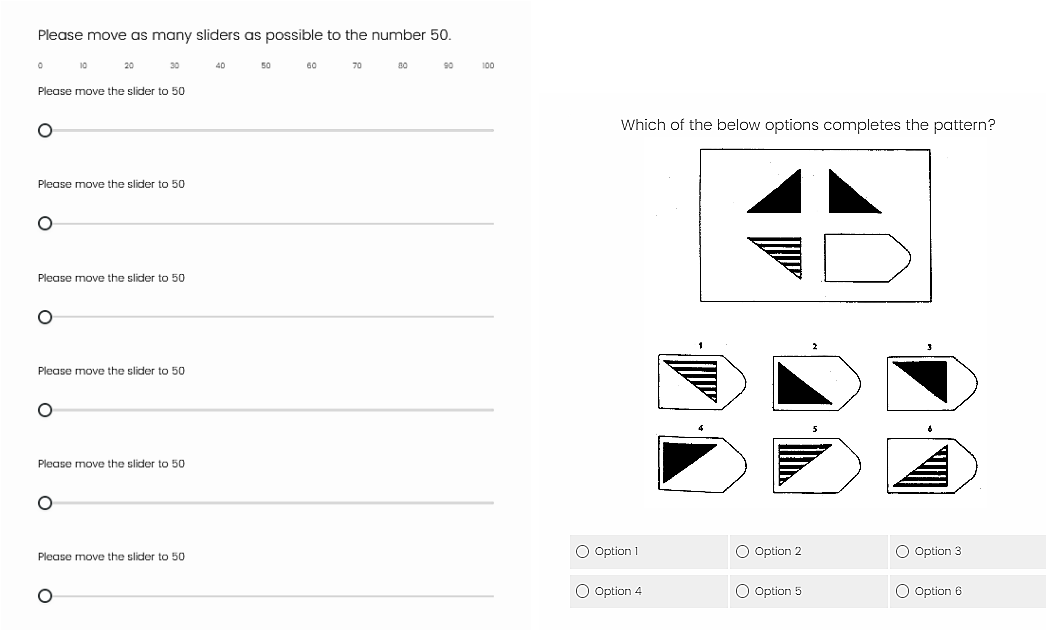 Please move as many sliders as possible to the number 50.
0 10 20 30 40 50 60 70 80 90 100
Please move the slider to 50
Please move the slider to 50
Please move the slider to 50
Please move the slider to 50
Please move the slider to 50
Please move the slider to 50
Which of the below options completes the pattern?
1 2 3
4 5 6
Option 1 Option 2 Option 3
Option 4 Option 5 Option 6